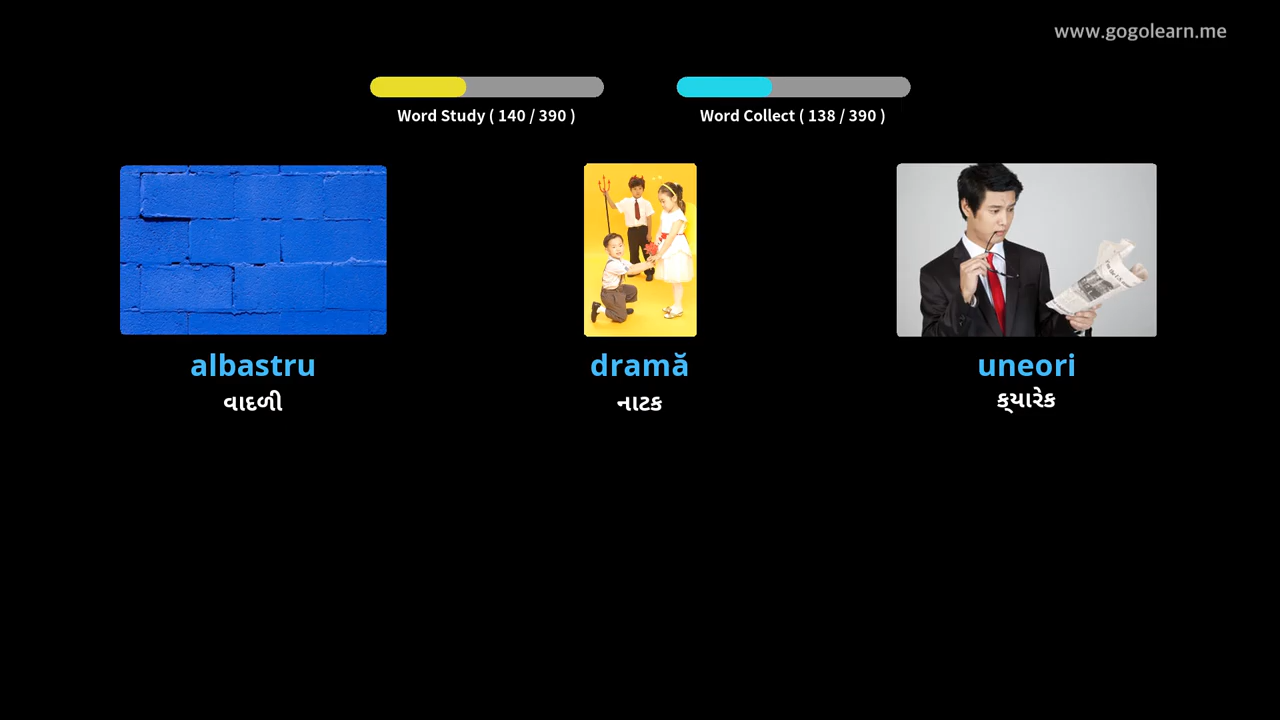 www.gogolearn.me
Word Study ( 140 / 390 )
Word Collect ( 138 / 390 )
albastru
dramă
uneori
વાદળી
નાટક
ક્યારેક